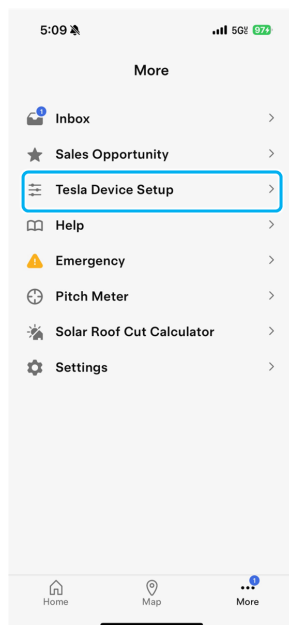 5:09 5G 97
More
1
Inbox
Sales Opportunity
Tesla Device Setup
Help
Emergency
Pitch Meter
Solar Roof Cut Calculator
Settings
1
Home Map More